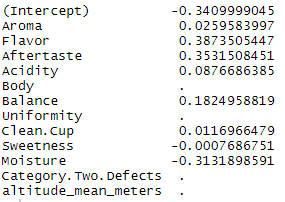 (Intercept) -0.3409999045
Aroma 0.0259583997
Flavor 0.3873505447
Aftertaste 0.3531508451
Acidity 0.0876686385
Body .
Balance 0.1824958819
Uniformity .
Clean.Cup 0.0116966479
Sweetness -0.0007686751
Moisture -0.3131898591
Category.Two.Defects .
altitude_mean_meters .